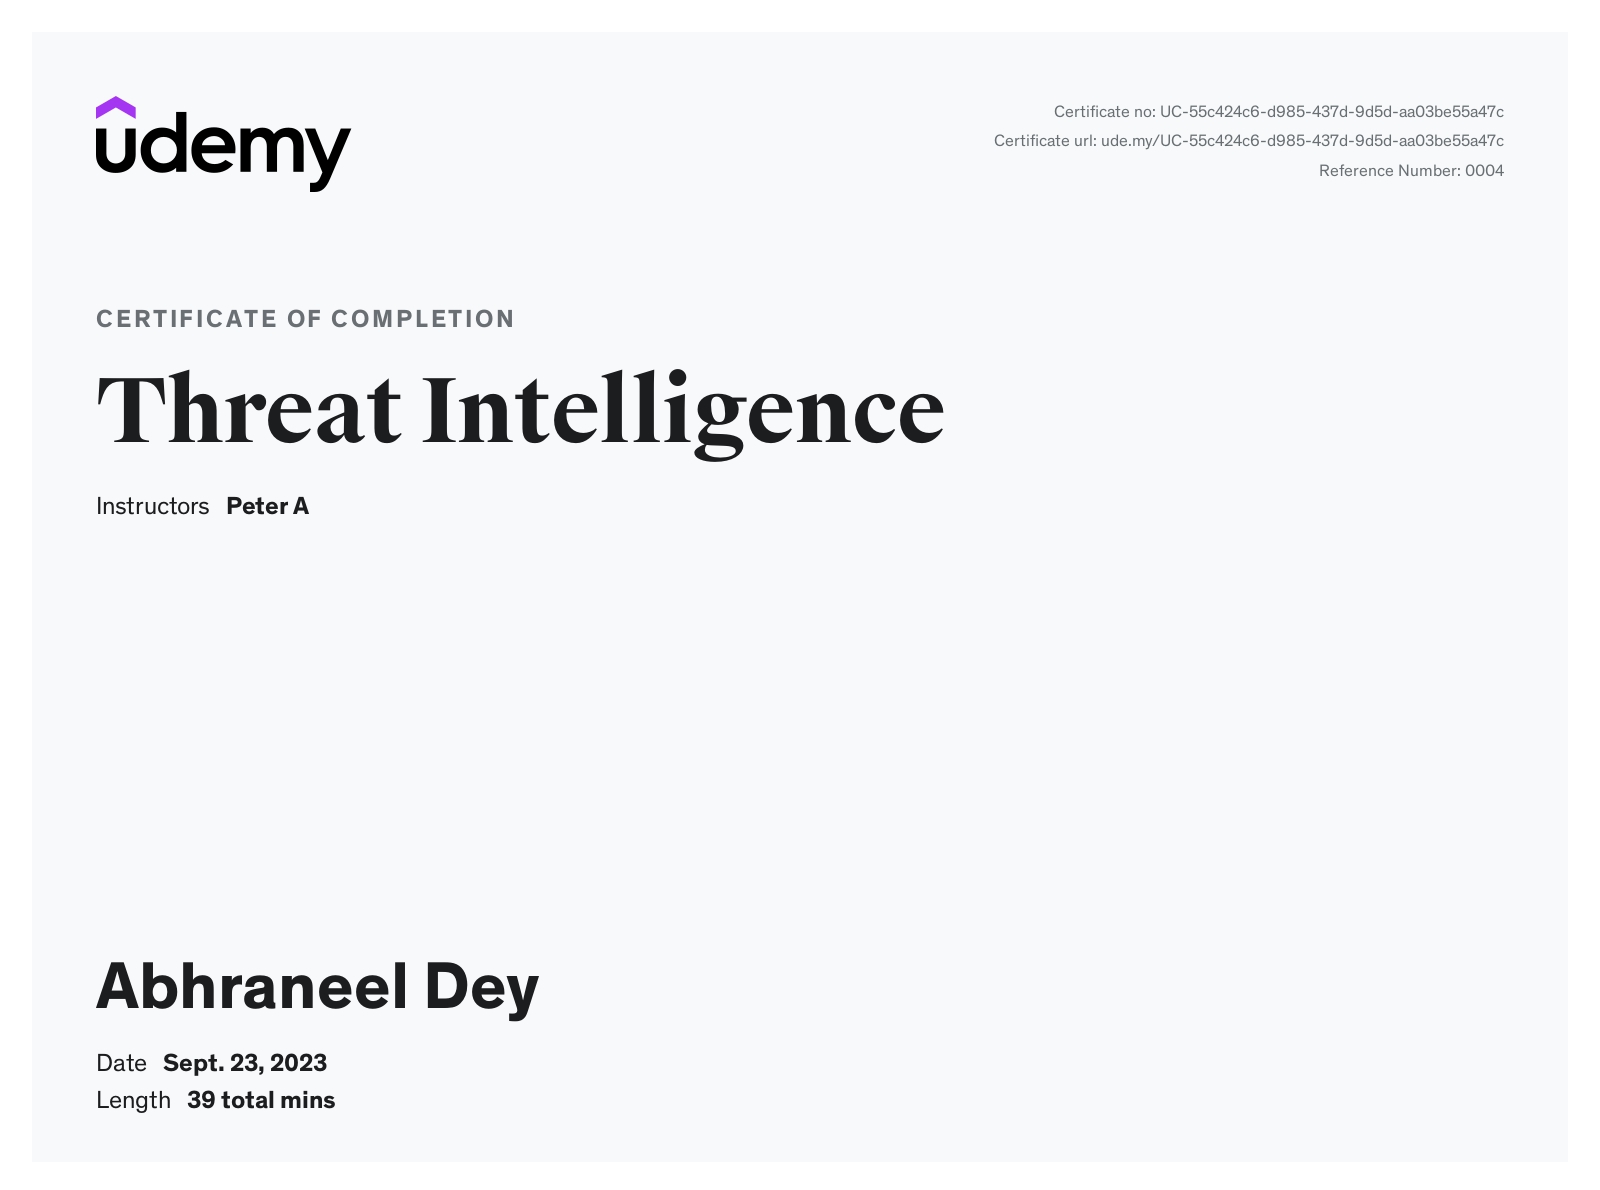 udemy
Certificate no: UC-55c424c6-d985-437d-9d5d-aa03be55a47c
Certificate url: ude.my/UC-55c424c6-d985-437d-9d5d-aa03be55a47c
Reference Number: 0004
CERTIFICATE OF COMPLETION
Threat Intelligence
Instructors Peter A
Abhraneel Dey
Date Sept. 23, 2023
Length 39 total mins